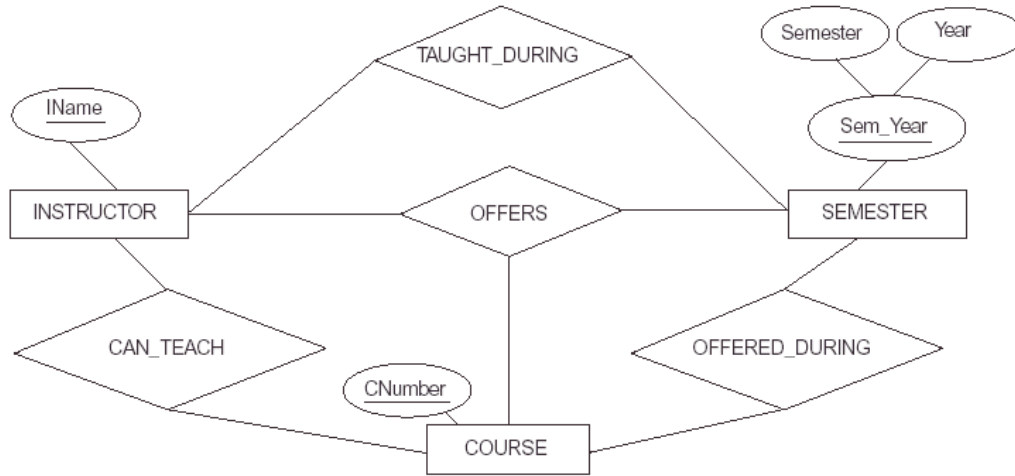 Semester
Year
TAUGHT_DURING
IName
Sem_Year
INSTRUCTOR
OFFERS
SEMESTER
CAN_TEACH
OFFERED_DURING
CNumber
COURSE